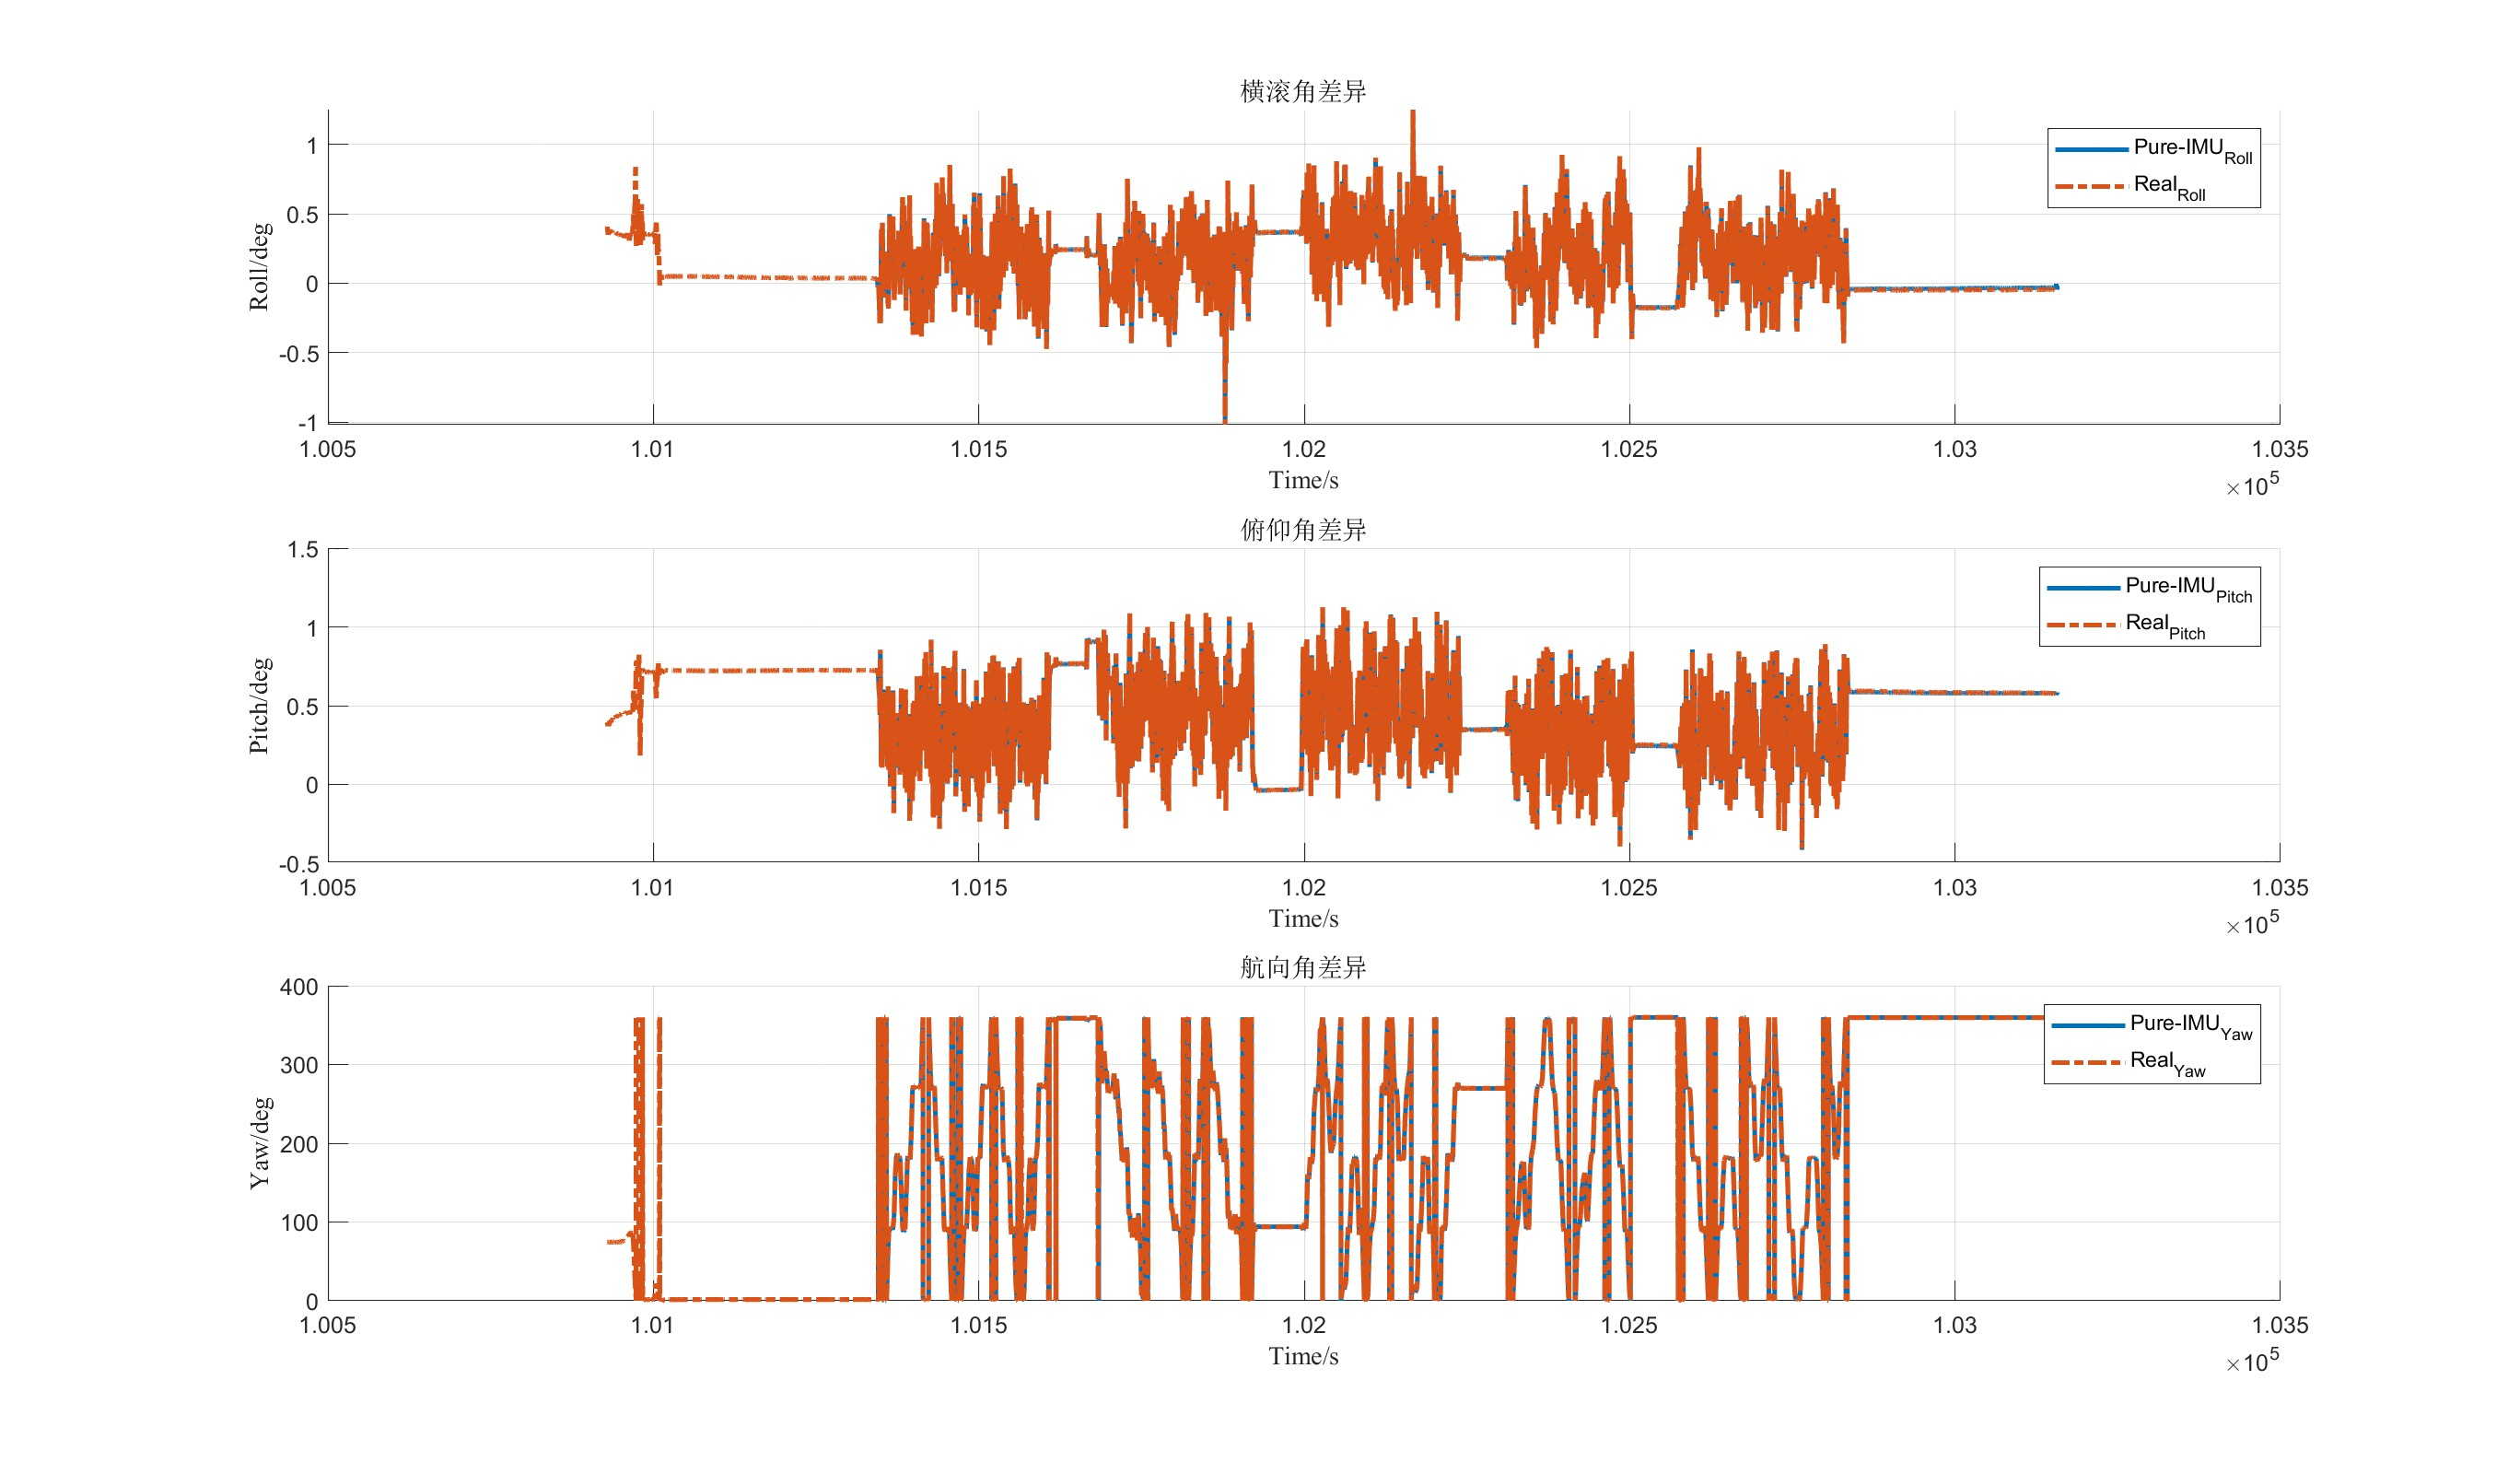 横滚角差异
Roll/deg
1
0.5
0
-0.5
-1
Pure-IMU_Roll
Real_Roll
1.005 1.01 1.015 1.02 1.025 1.03 1.035
Time/s
×10^5
俯仰角差异
Pitch/deg
1.5
1
0.5
0
-0.5
Pure-IMU_Pitch
Real_Pitch
1.005 1.01 1.015 1.02 1.025 1.03 1.035
Time/s
×10^5
航向角差异
Yaw/deg
400
300
200
100
0
Pure-IMU_Yaw
Real_Yaw
1.005 1.01 1.015 1.02 1.025 1.03 1.035
Time/s
×10^5